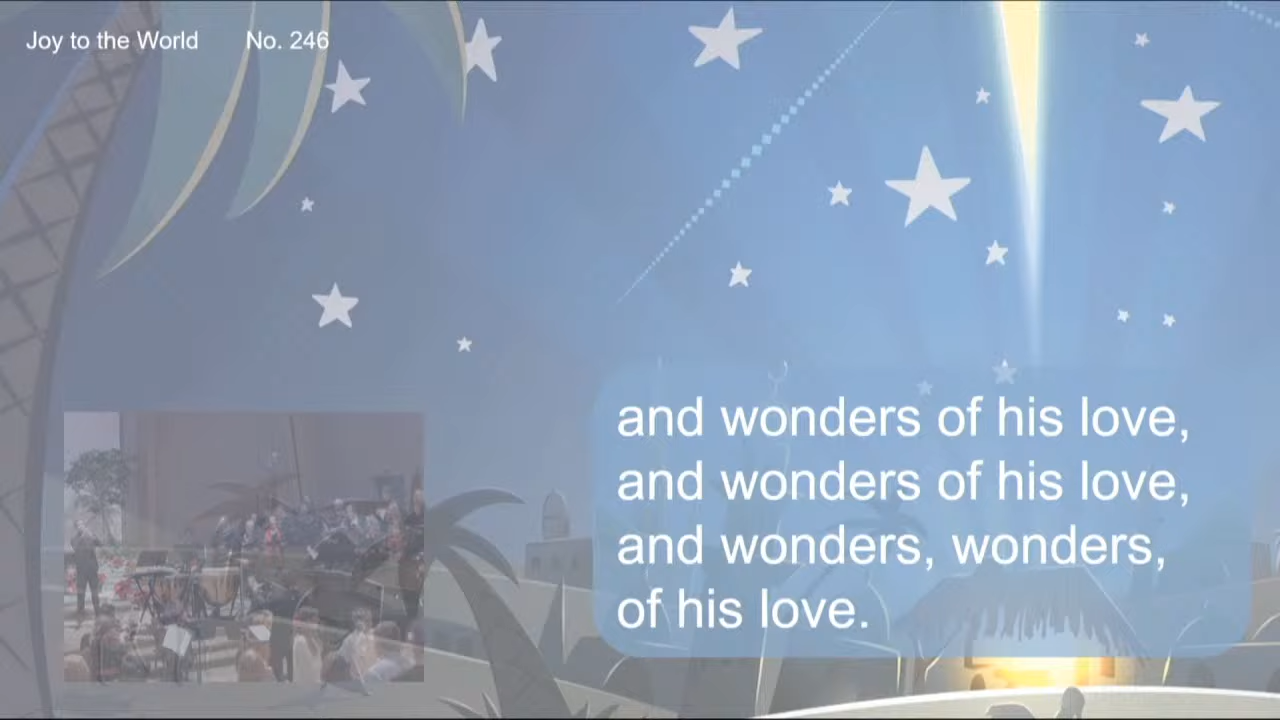 Joy to the World No. 246
and wonders of his love,
and wonders of his love,
and wonders, wonders,
of his love.